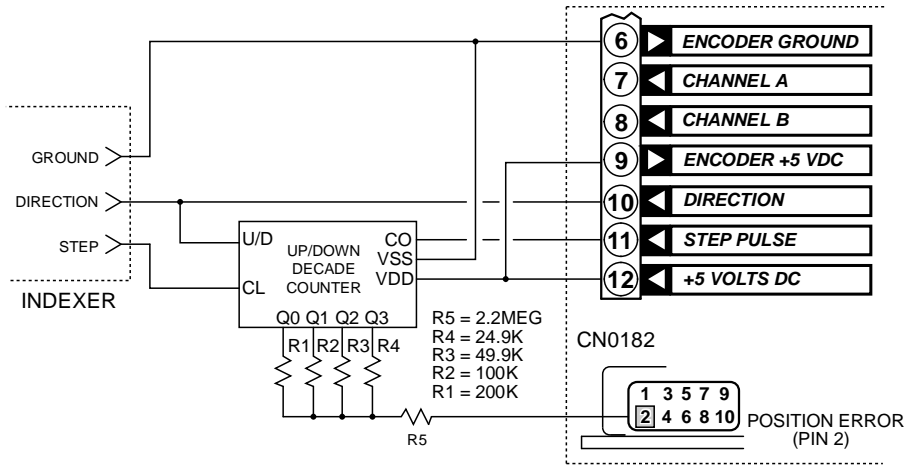 6 ENCODER GROUND
7 CHANNEL A
8 CHANNEL B
9 ENCODER +5 VDC
10 DIRECTION
11 STEP PULSE
12 +5 VOLTS DC
GROUND
DIRECTION
STEP
INDEXER
U/D
CL
UP/DOWN
DECADE
COUNTER
CO
VSS
VDD
Q0 Q1 Q2 Q3
R1 R2 R3 R4
R5 = 2.2MEG
R4 = 24.9K
R3 = 49.9K
R2 = 100K
R1 = 200K
R5
CN0182
1 3 5 7 9
2 4 6 8 10
POSITION ERROR
(PIN 2)